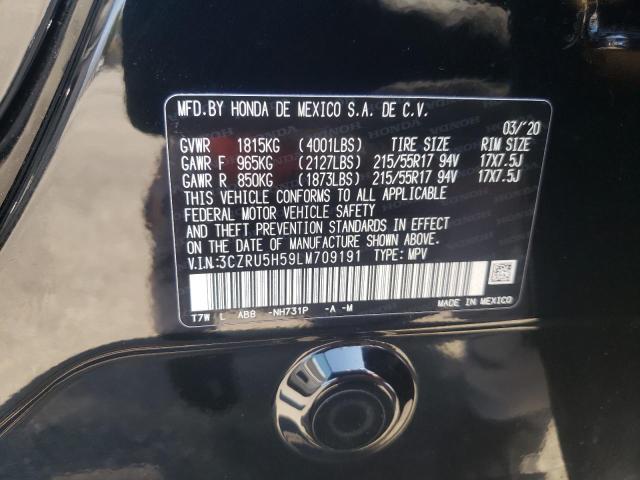 MFD.BY HONDA DE MEXICO S.A. DE C.V.
03/'20
GVWR 1815KG (4001LBS) TIRE SIZE RIM SIZE
GAWR F 965KG (2127LBS) 215/55R17 94V 17X7.5J
GAWR R 850KG (1873LBS) 215/55R17 94V 17X7.5J
THIS VEHICLE CONFORMS TO ALL APPLICABLE
FEDERAL MOTOR VEHICLE SAFETY
AND THEFT PREVENTION STANDARDS IN EFFECT
ON THE DATE OF MANUFACTURE SHOWN ABOVE.
V.I.N.:3CZRU5H59LM709191 TYPE: MPV
T7W L ABB -NH731P -A -M MADE IN MEXICO